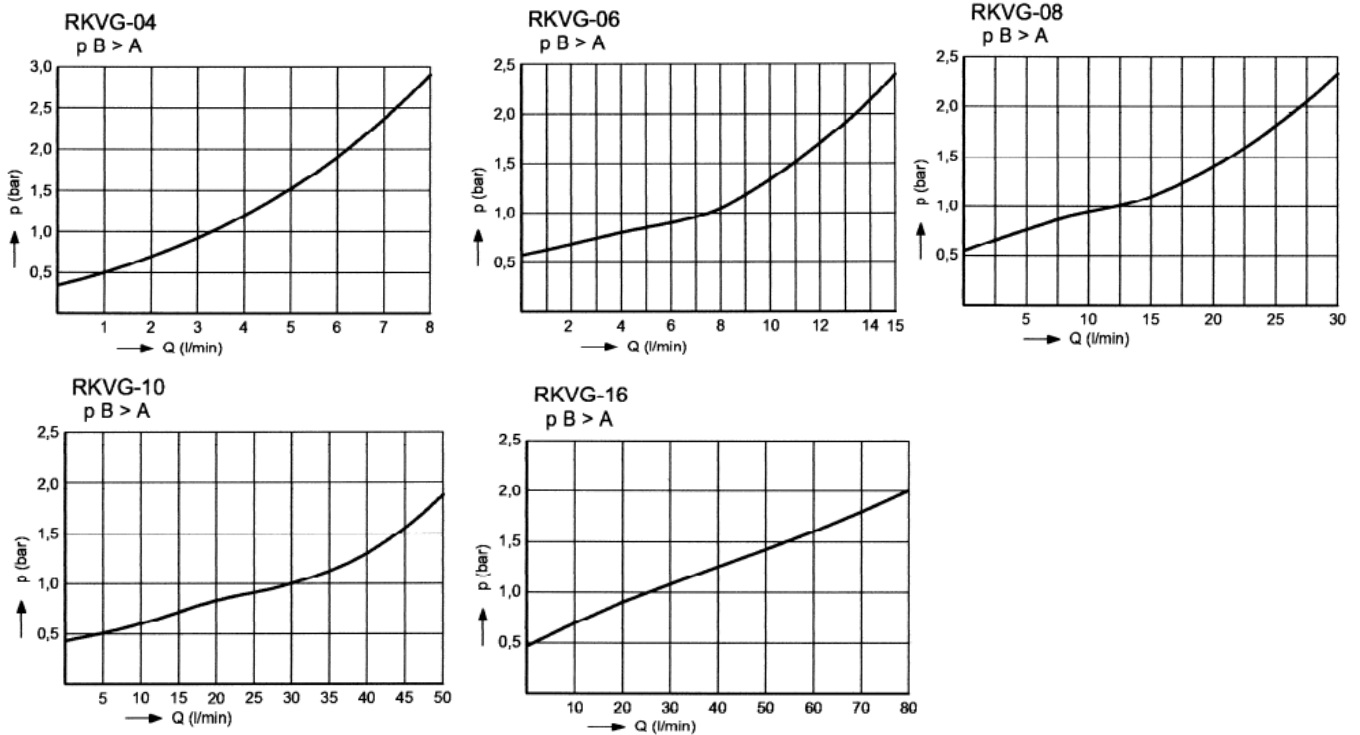 RKVG-04
p B > A
3,0
2,5
2,0
1,5
1,0
0,5
p (bar)
1 2 3 4 5 6 7 8
Q (l/min)
RKVG-06
p B > A
2,5
2,0
1,5
1,0
0,5
p (bar)
2 4 6 8 10 12 14 15
Q (l/min)
RKVG-08
p B > A
2,5
2,0
1,5
1,0
0,5
p (bar)
5 10 15 20 25 30
Q (l/min)
RKVG-10
p B > A
2,5
2,0
1,5
1,0
0,5
p (bar)
5 10 15 20 25 30 35 40 45 50
Q (l/min)
RKVG-16
p B > A
2,5
2,0
1,5
1,0
0,5
p (bar)
10 20 30 40 50 60 70 80
Q (l/min)